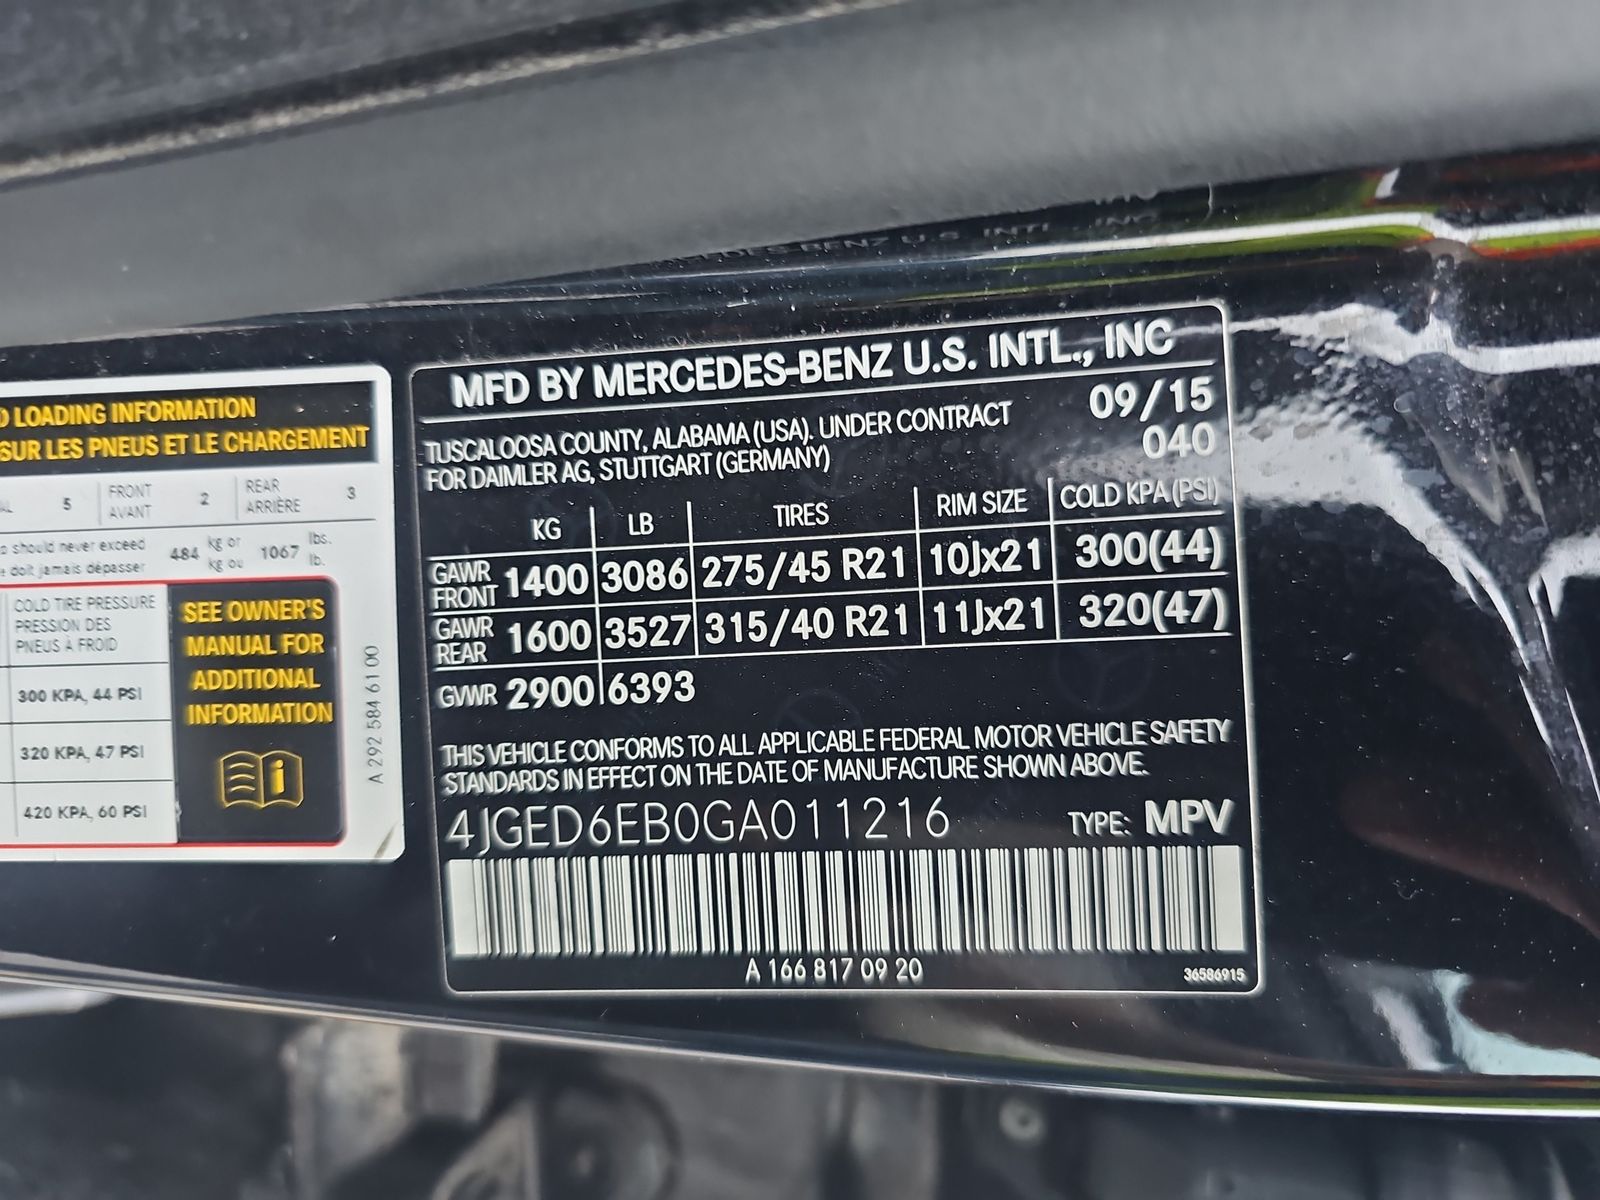 LOADING INFORMATION
SUR LES PNEUS ET LE CHARGEMENT
5 FRONT AVANT 2 REAR ARRIÈRE 3
should never exceed 484 kg or 1067 lbs.
doit jamais dépasser kg ou lb.
COLD TIRE PRESSURE
PRESSION DES
PNEUS À FROID
300 KPA, 44 PSI
320 KPA, 47 PSI
420 KPA, 60 PSI
SEE OWNER'S
MANUAL FOR
ADDITIONAL
INFORMATION
A 292 584 61 00
MFD BY MERCEDES-BENZ U.S. INTL., INC
TUSCALOOSA COUNTY, ALABAMA (USA). UNDER CONTRACT 09/15
FOR DAIMLER AG, STUTTGART (GERMANY) 040
KG LB TIRES RIM SIZE COLD KPA (PSI)
GAWR FRONT 1400 3086 275/45 R21 10Jx21 300(44)
GAWR REAR 1600 3527 315/40 R21 11Jx21 320(47)
GVWR 2900 6393
THIS VEHICLE CONFORMS TO ALL APPLICABLE FEDERAL MOTOR VEHICLE SAFETY
STANDARDS IN EFFECT ON THE DATE OF MANUFACTURE SHOWN ABOVE.
4JGED6EB0GA011216 TYPE: MPV
A 166 817 09 20
36586915